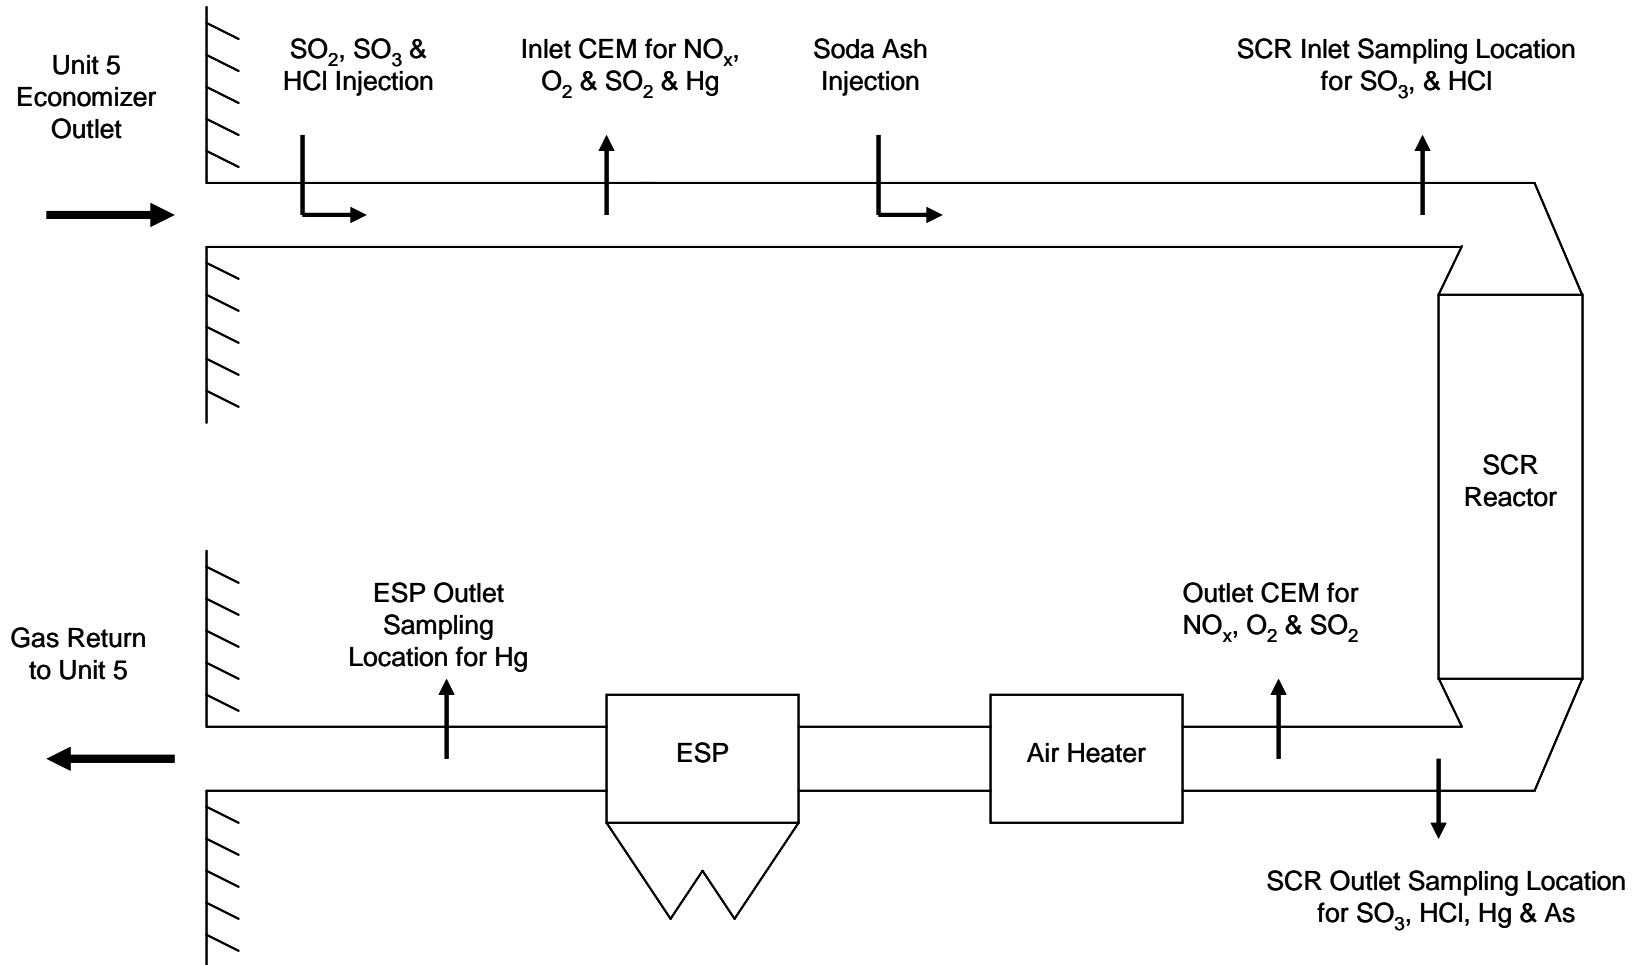 Unit 5
Economizer
Outlet
SO₂, SO₃ &
HCl Injection
Inlet CEM for NOₓ,
O₂ & SO₂ & Hg
Soda Ash
Injection
SCR Inlet Sampling Location
for SO₃, & HCl
SCR
Reactor
Gas Return
to Unit 5
ESP Outlet
Sampling
Location for Hg
ESP
Air Heater
Outlet CEM for
NOₓ, O₂ & SO₂
SCR Outlet Sampling Location
for SO₃, HCl, Hg & As